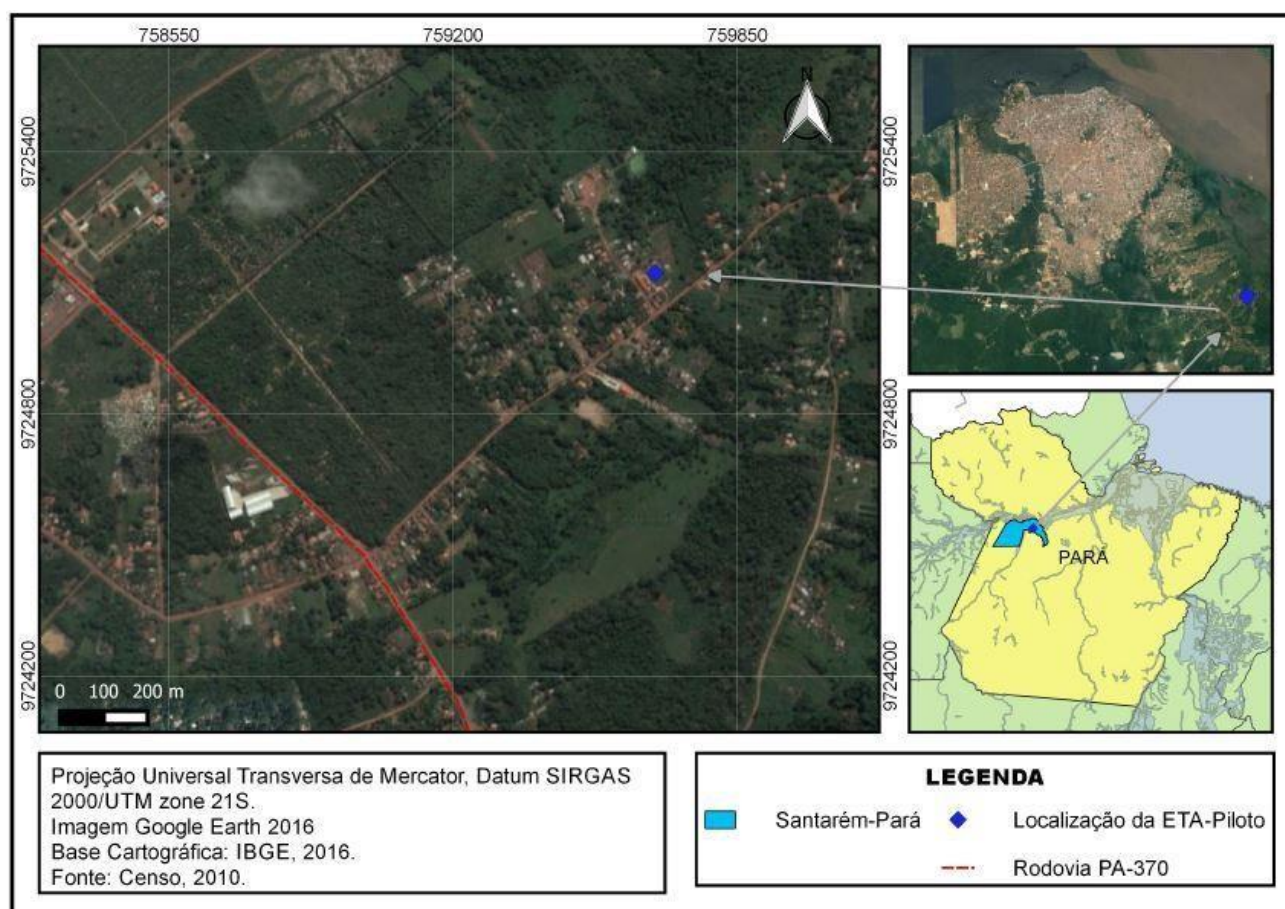 758550
759200
759850
N
9725400
9725400
9724800
9724800
9724200
9724200
0 100 200 m
PARÁ
Projeção Universal Transversa de Mercator, Datum SIRGAS
2000/UTM zone 21S.
Imagem Google Earth 2016
Base Cartográfica: IBGE, 2016.
Fonte: Censo, 2010.
LEGENDA
Santarém-Pará
Localização da ETA-Piloto
Rodovia PA-370